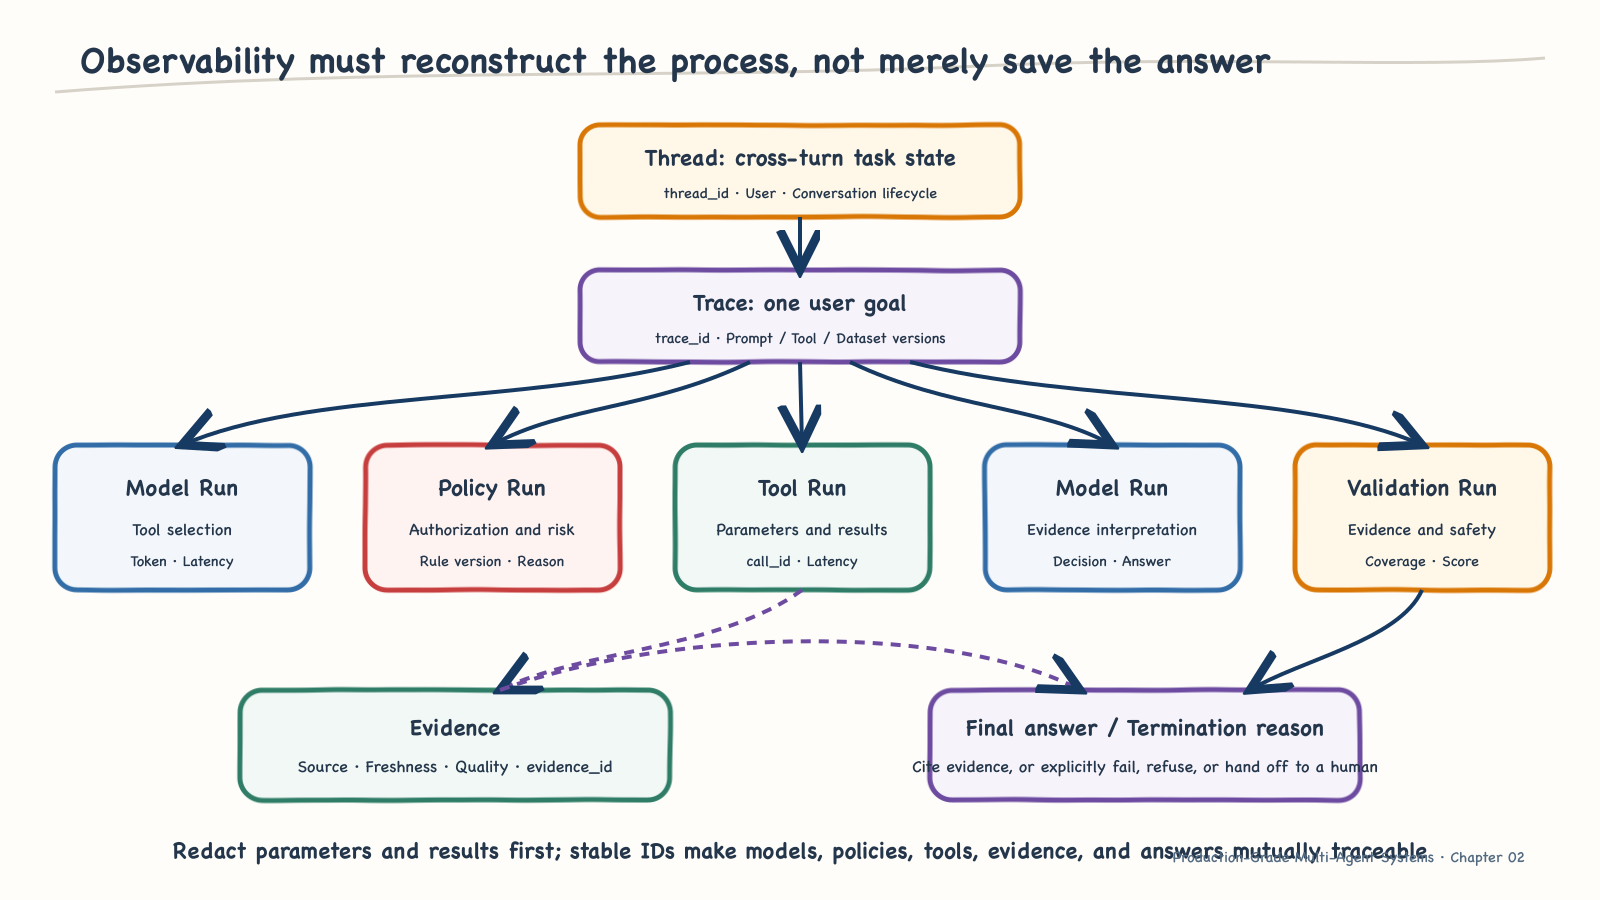 Observability must reconstruct the process, not merely save the answer
Thread: cross-turn task state
thread_id · User · Conversation lifecycle
Trace: one user goal
trace_id · Prompt / Tool / Dataset versions
Model Run
Tool selection
Token · Latency
Policy Run
Authorization and risk
Rule version · Reason
Tool Run
Parameters and results
call_id · Latency
Model Run
Evidence interpretation
Decision · Answer
Validation Run
Evidence and safety
Coverage · Score
Evidence
Source · Freshness · Quality · evidence_id
Final answer / Termination reason
Cite evidence, or explicitly fail, refuse, or hand off to a human
Redact parameters and results first; stable IDs make models, policies, tools, evidence, and answers mutually traceable
Production-Grade Multi-Agent Systems · Chapter 02